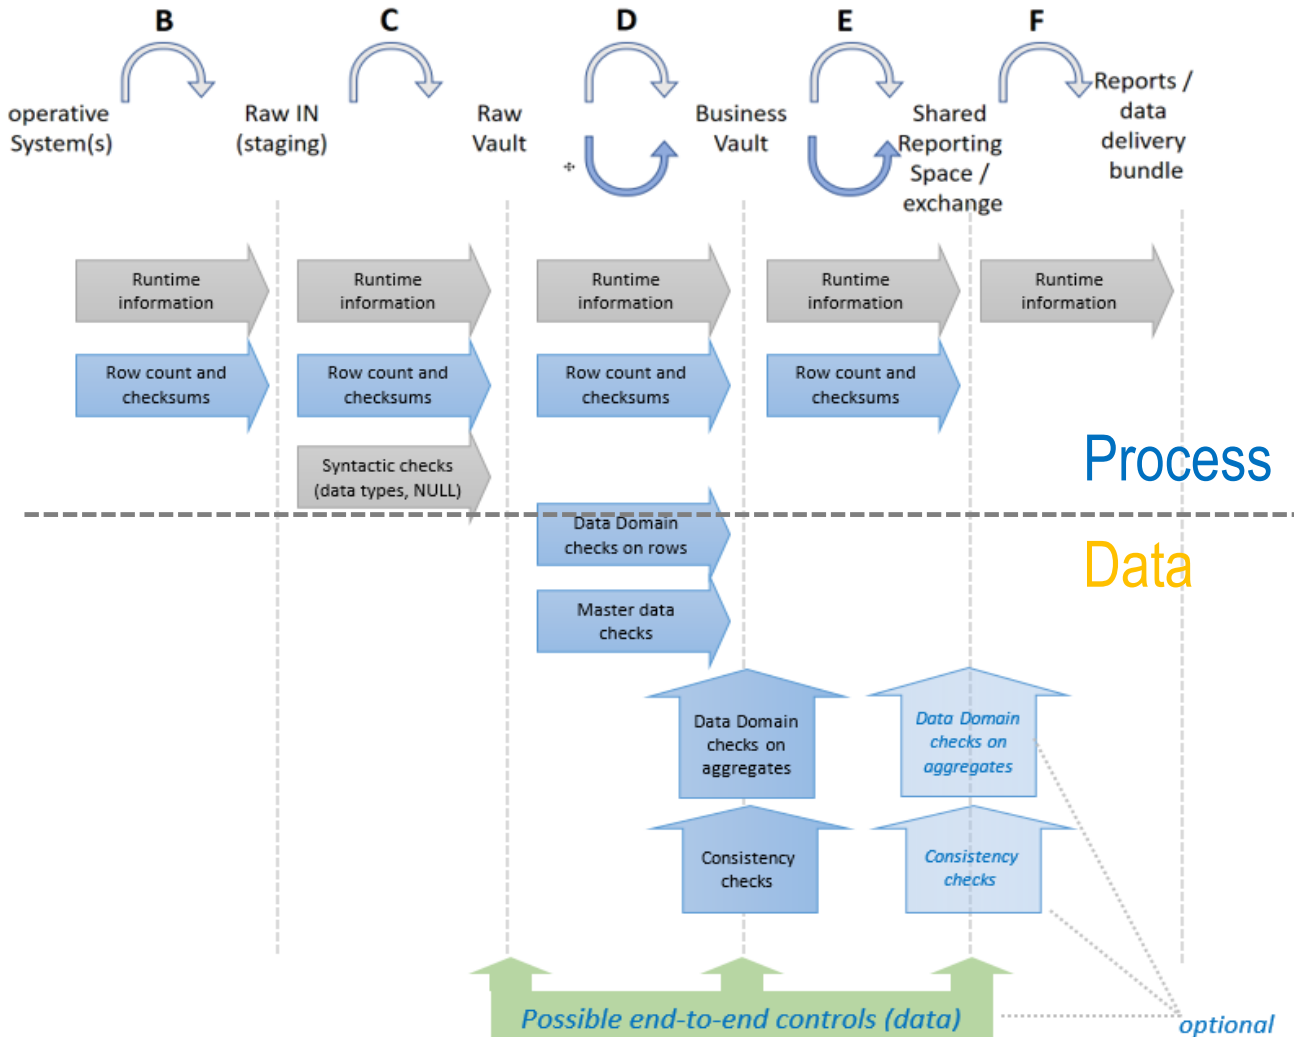 B
C
D
E
F
operative
System(s)
Raw IN
(staging)
Raw
Vault
Business
Vault
Shared
Reporting
Space /
exchange
Reports /
data
delivery
bundle
Runtime
information
Runtime
information
Runtime
information
Runtime
information
Runtime
information
Row count and
checksums
Row count and
checksums
Row count and
checksums
Row count and
checksums
Syntactic checks
(data types, NULL)
Process
Data Domain
checks on rows
Data
Master data
checks
Data Domain
checks on
aggregates
Data Domain
checks on
aggregates
Consistency
checks
Consistency
checks
Possible end-to-end controls (data)
optional